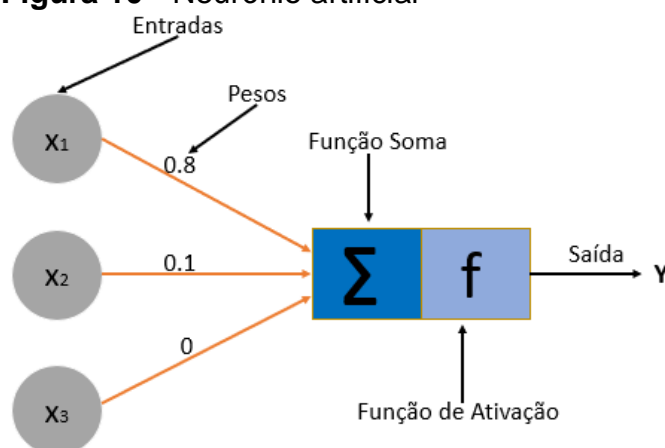 Entradas
Pesos
X1
0.8
Função Soma
X2
0.1
Σ
f
Saída
Y
0
X3
Função de Ativação